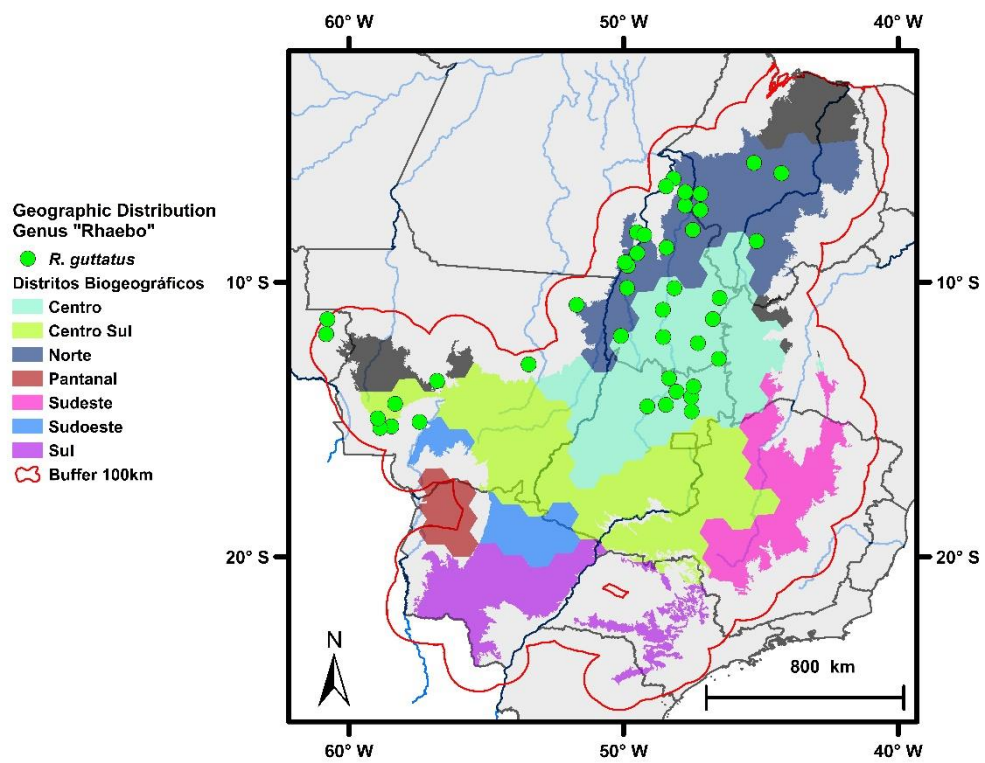 60° W 50° W 40° W
Geographic Distribution
Genus "Rhaebo"
R. guttatus
Distritos Biogeográficos
Centro
Centro Sul
Norte
Pantanal
Sudeste
Sudoeste
Sul
Buffer 100km
10° S 10° S
20° S 20° S
N
800 km
60° W 50° W 40° W